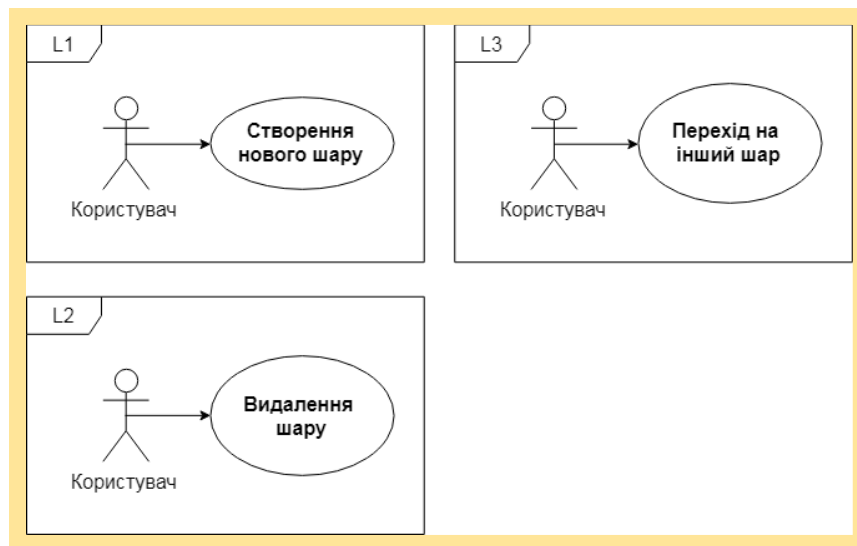 L1
Створення
нового шару
Користувач
L3
Перехід на
інший шар
Користувач
L2
Видалення
шару
Користувач